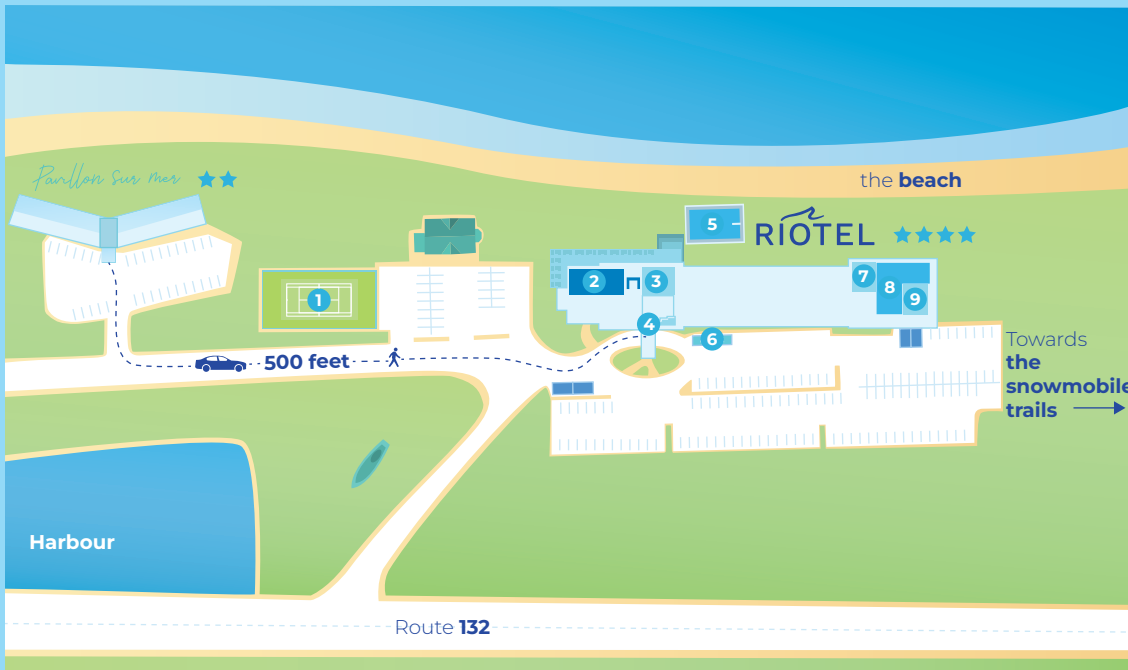 Pavillon sur mer
the beach
5
RIOTEL
2
3
7
8
9
1
4
6
Towards
the
snowmobile
trails
500 feet
Harbour
Route 132